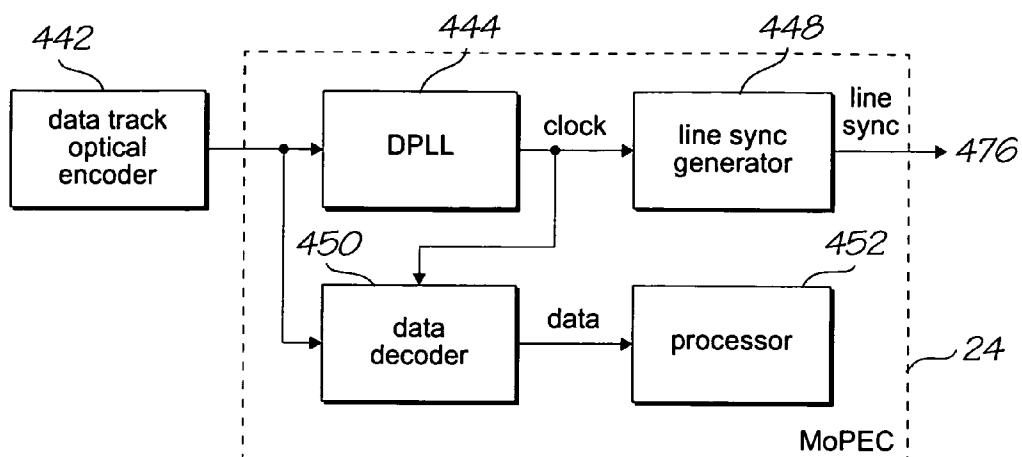 442
444
448
data track
optical
encoder
DPLL
clock
line sync
generator
line
sync
476
450
452
data
decoder
data
processor
24
MoPEC